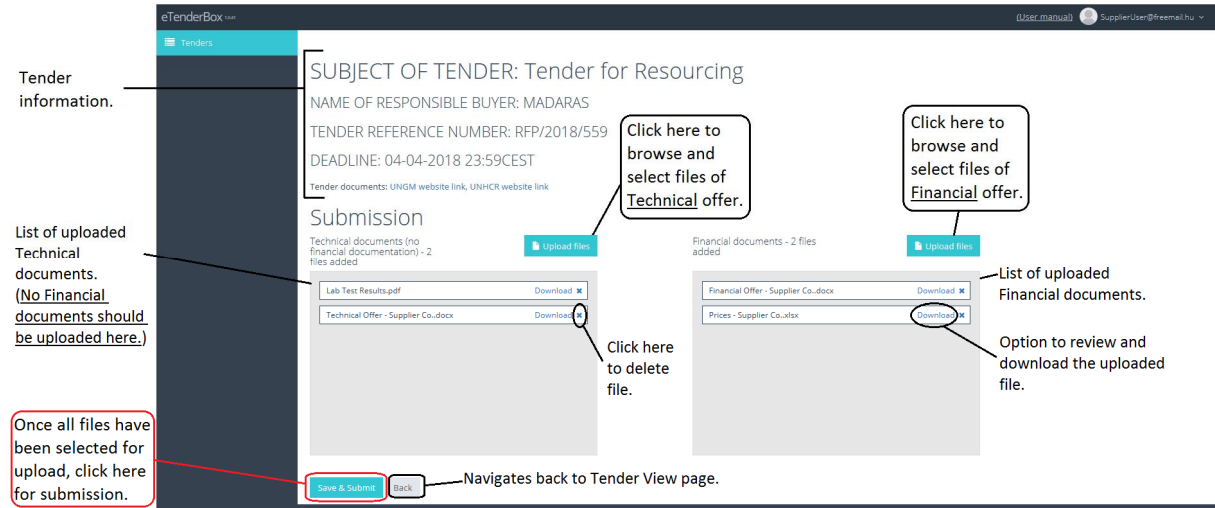 eTenderBox 1.0.41
(User manual) SupplierUser@freemail.hu
Tenders
Tender
information.
SUBJECT OF TENDER: Tender for Resourcing
NAME OF RESPONSIBLE BUYER: MADARAS
TENDER REFERENCE NUMBER: RFP/2018/559
DEADLINE: 04-04-2018 23:59CEST
Tender documents: UNGM website link, UNHCR website link
Click here to
browse and
select files of
Technical offer.
Click here to
browse and
select files of
Financial offer.
Submission
Technical documents (no
financial documentation) - 2
files added
Upload files
Financial documents - 2 files
added
Upload files
List of uploaded
Technical
documents.
(No Financial
documents should
be uploaded here.)
Lab Test Results.pdf Download
Technical Offer - Supplier Co..docx Download
Financial Offer - Supplier Co..docx Download
Prices - Supplier Co..xlsx Download
List of uploaded
Financial documents.
Click here
to delete
file.
Option to review and
download the uploaded
file.
Once all files have
been selected for
upload, click here
for submission.
Save & Submit
Back
Navigates back to Tender View page.